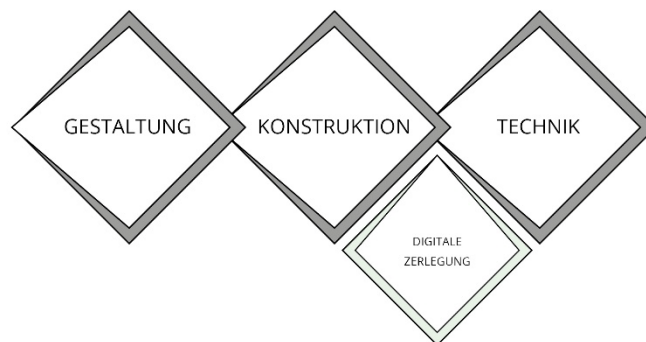 GESTALTUNG
KONSTRUKTION
TECHNIK
DIGITALE
ZERLEGUNG